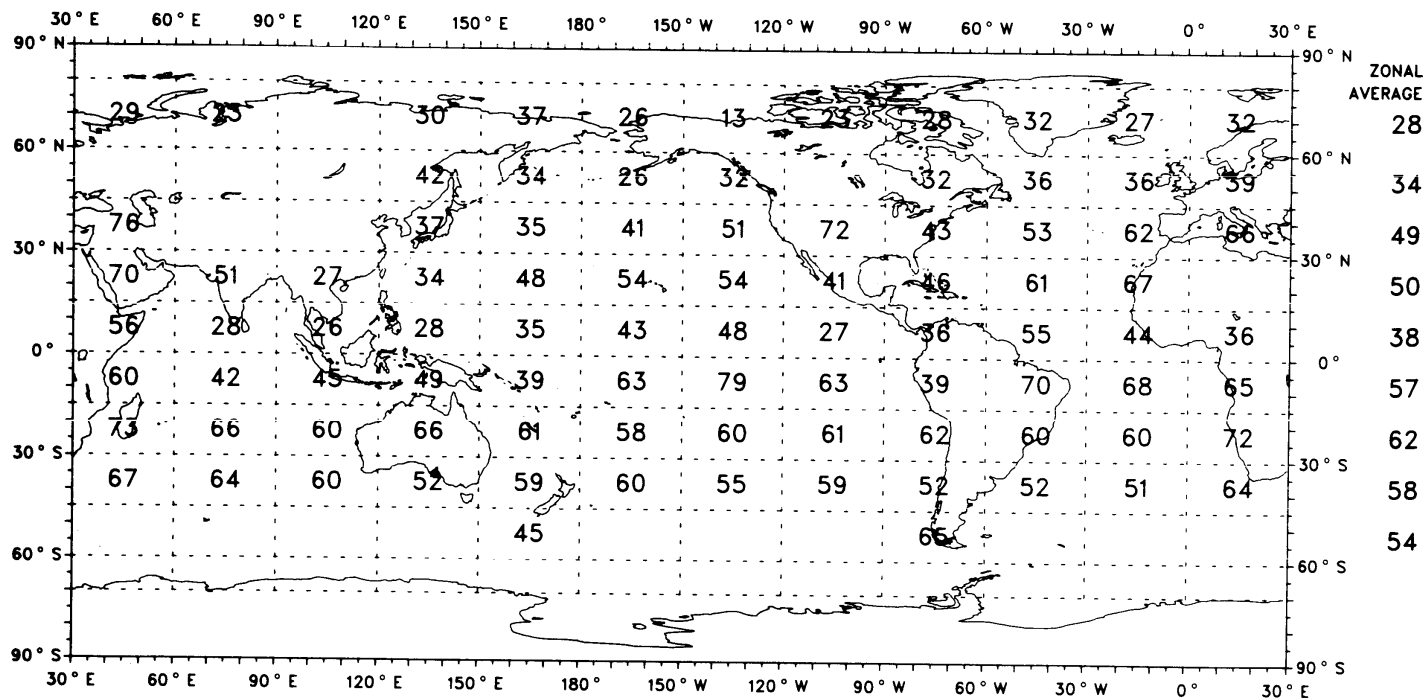 30° E 60° E 90° E 120° E 150° E 180° 150° W 120° W 90° W 60° W 30° W 0° 30° E
90° N 90° N
ZONAL
AVERAGE
29 25 30 37 26 13 23 28 32 27 32 28
60° N 60° N
42 34 26 32 32 36 36 39 34
76 37 35 41 51 72 43 53 62 66 49
30° N 30° N
70 51 27 34 48 54 54 41 46 61 67 50
56 28 26 28 35 43 48 27 36 55 44 36 38
0° 0°
60 42 45 49 39 63 79 63 39 70 68 65 57
73 66 60 66 61 58 60 61 62 60 60 72 62
30° S 30° S
67 64 60 52 59 60 55 59 52 52 51 64 58
45 54
60° S 60° S
90° S 90° S
30° E 60° E 90° E 120° E 150° E 180° 150° W 120° W 90° W 60° W 30° W 0° 30° E